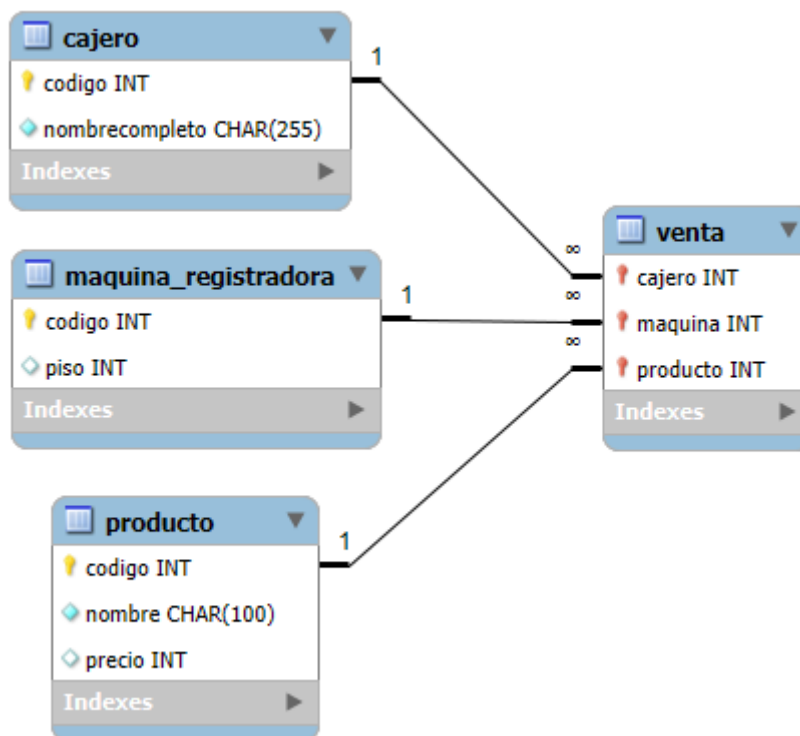 cajero
codigo INT
nombrecompleto CHAR(255)
Indexes
1
maquina_registradora
codigo INT
piso INT
Indexes
1
producto
codigo INT
nombre CHAR(100)
precio INT
Indexes
1
∞
∞
∞
venta
cajero INT
maquina INT
producto INT
Indexes